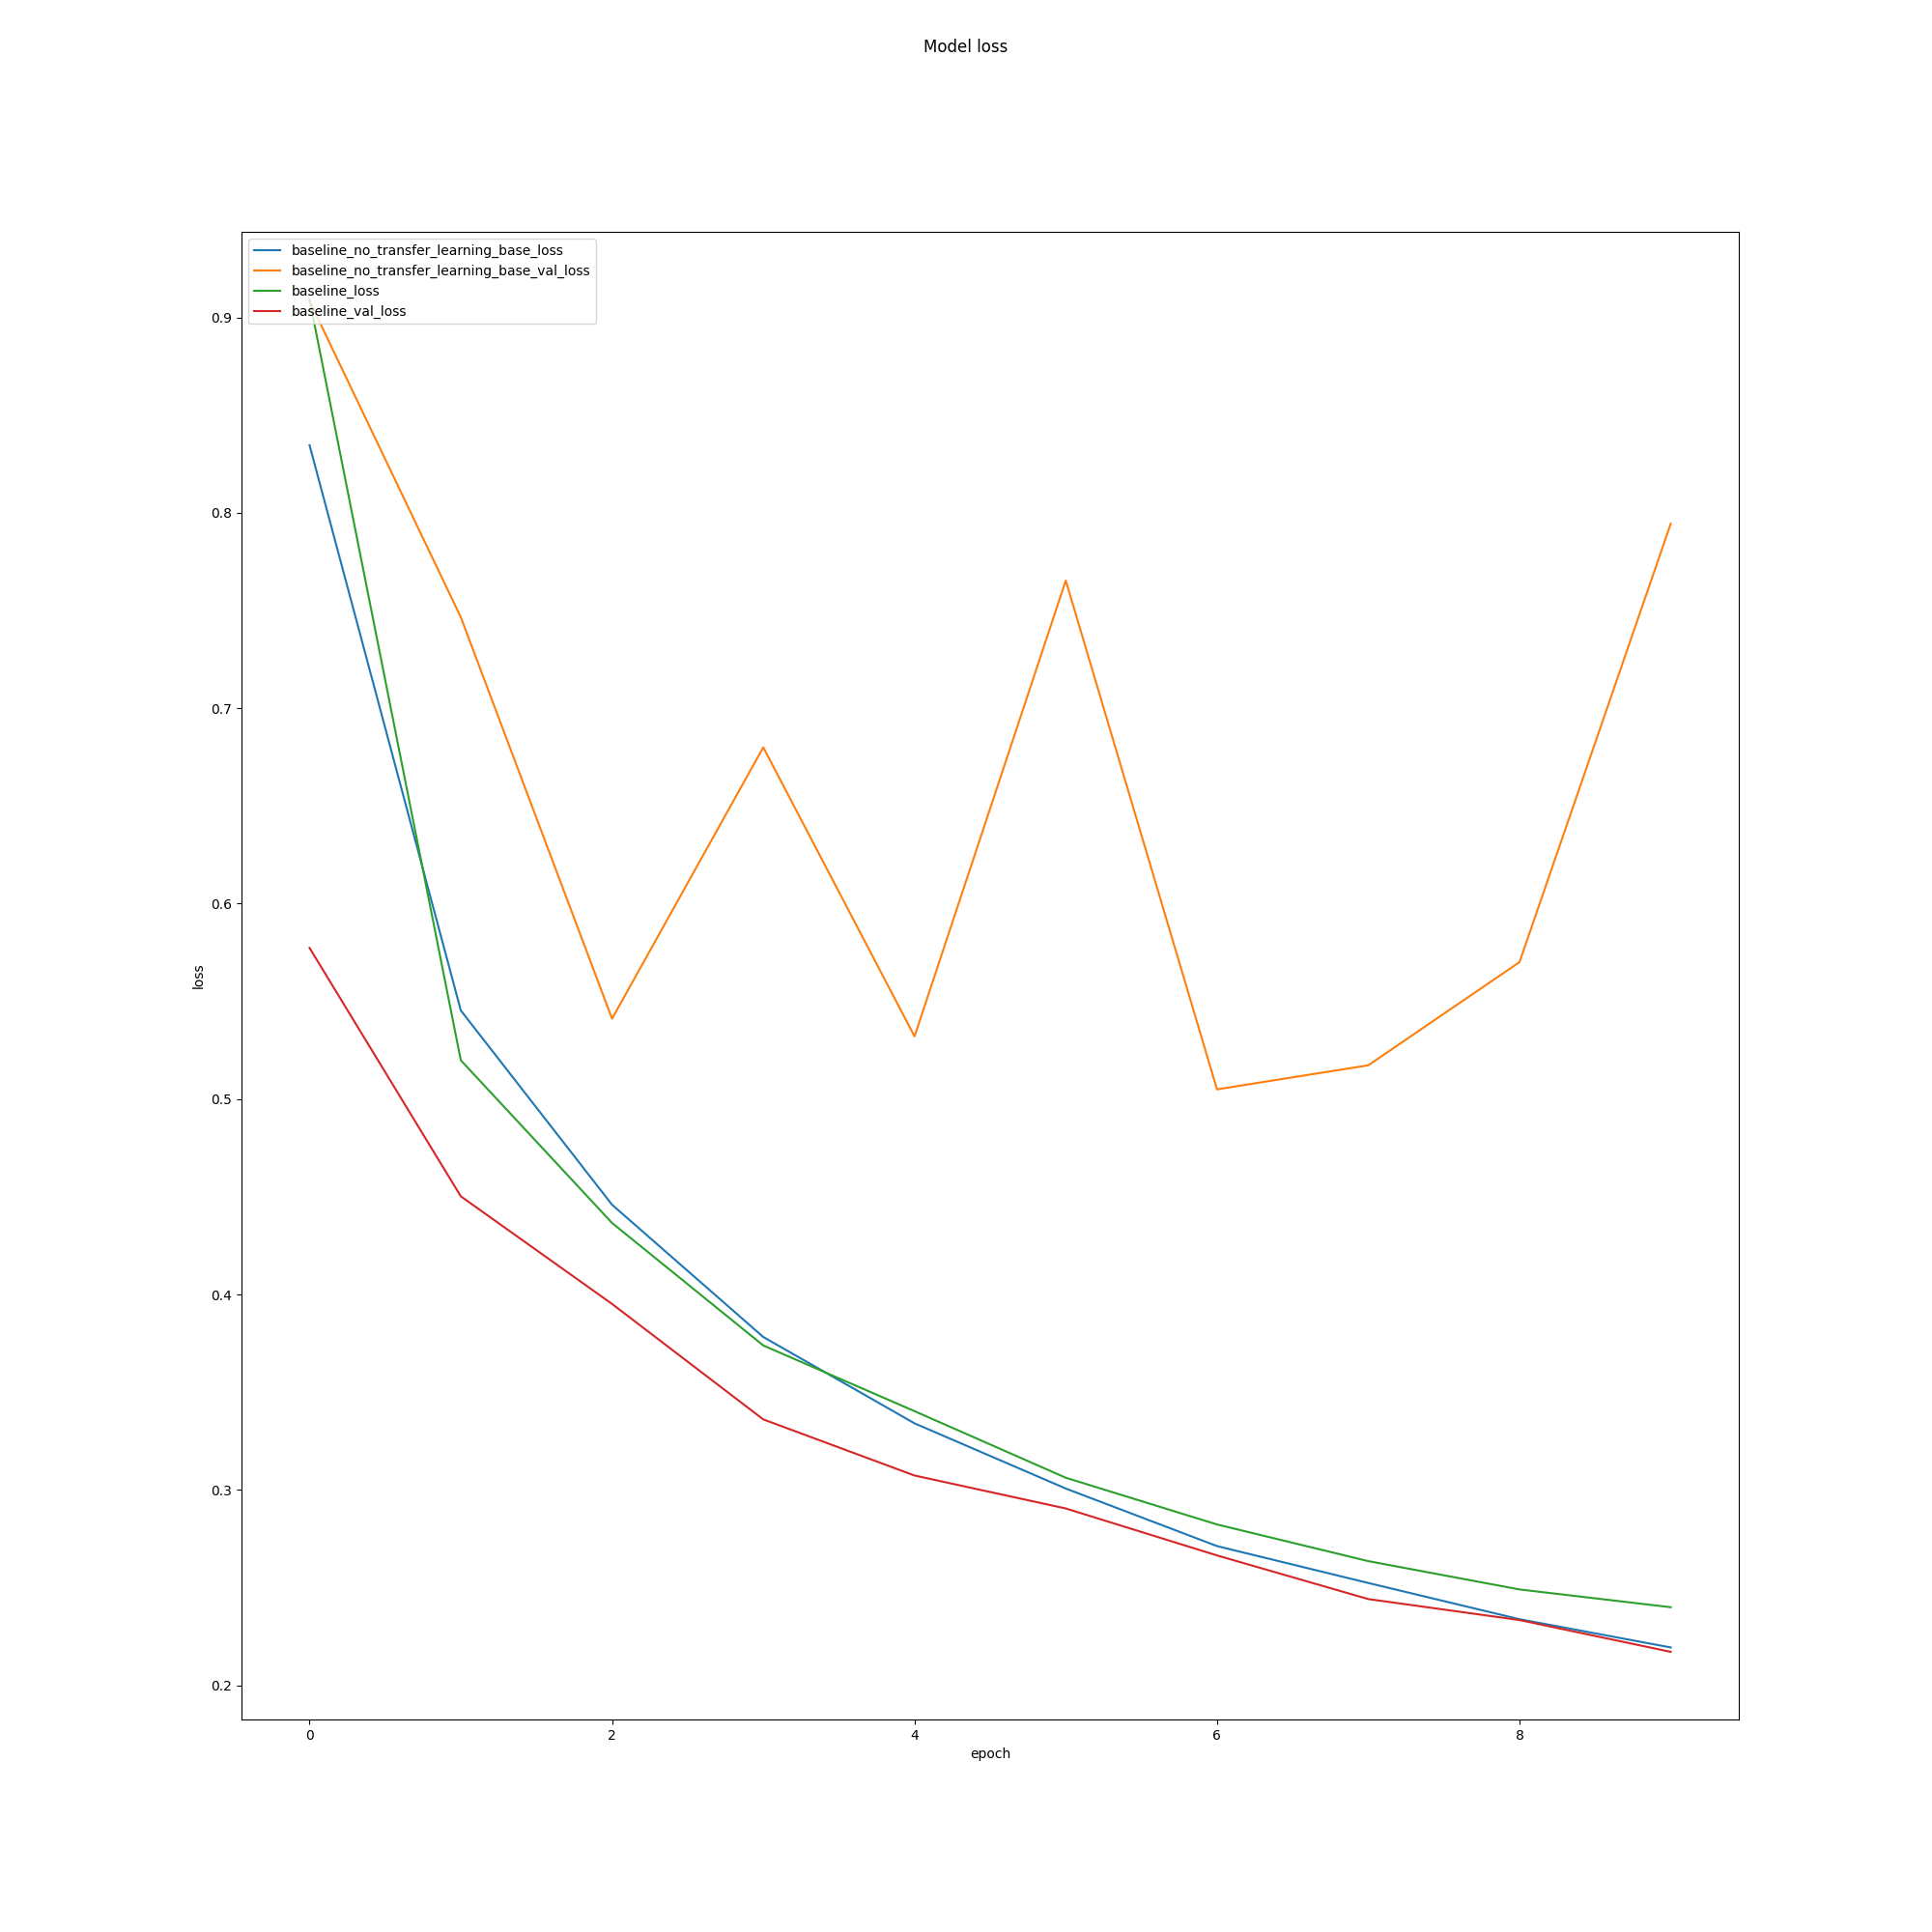 Model loss
baseline_no_transfer_learning_base_loss
baseline_no_transfer_learning_base_val_loss
baseline_loss
baseline_val_loss
0.9
0.8
0.7
0.6
0.5
0.4
0.3
0.2
loss
0 2 4 6 8
epoch